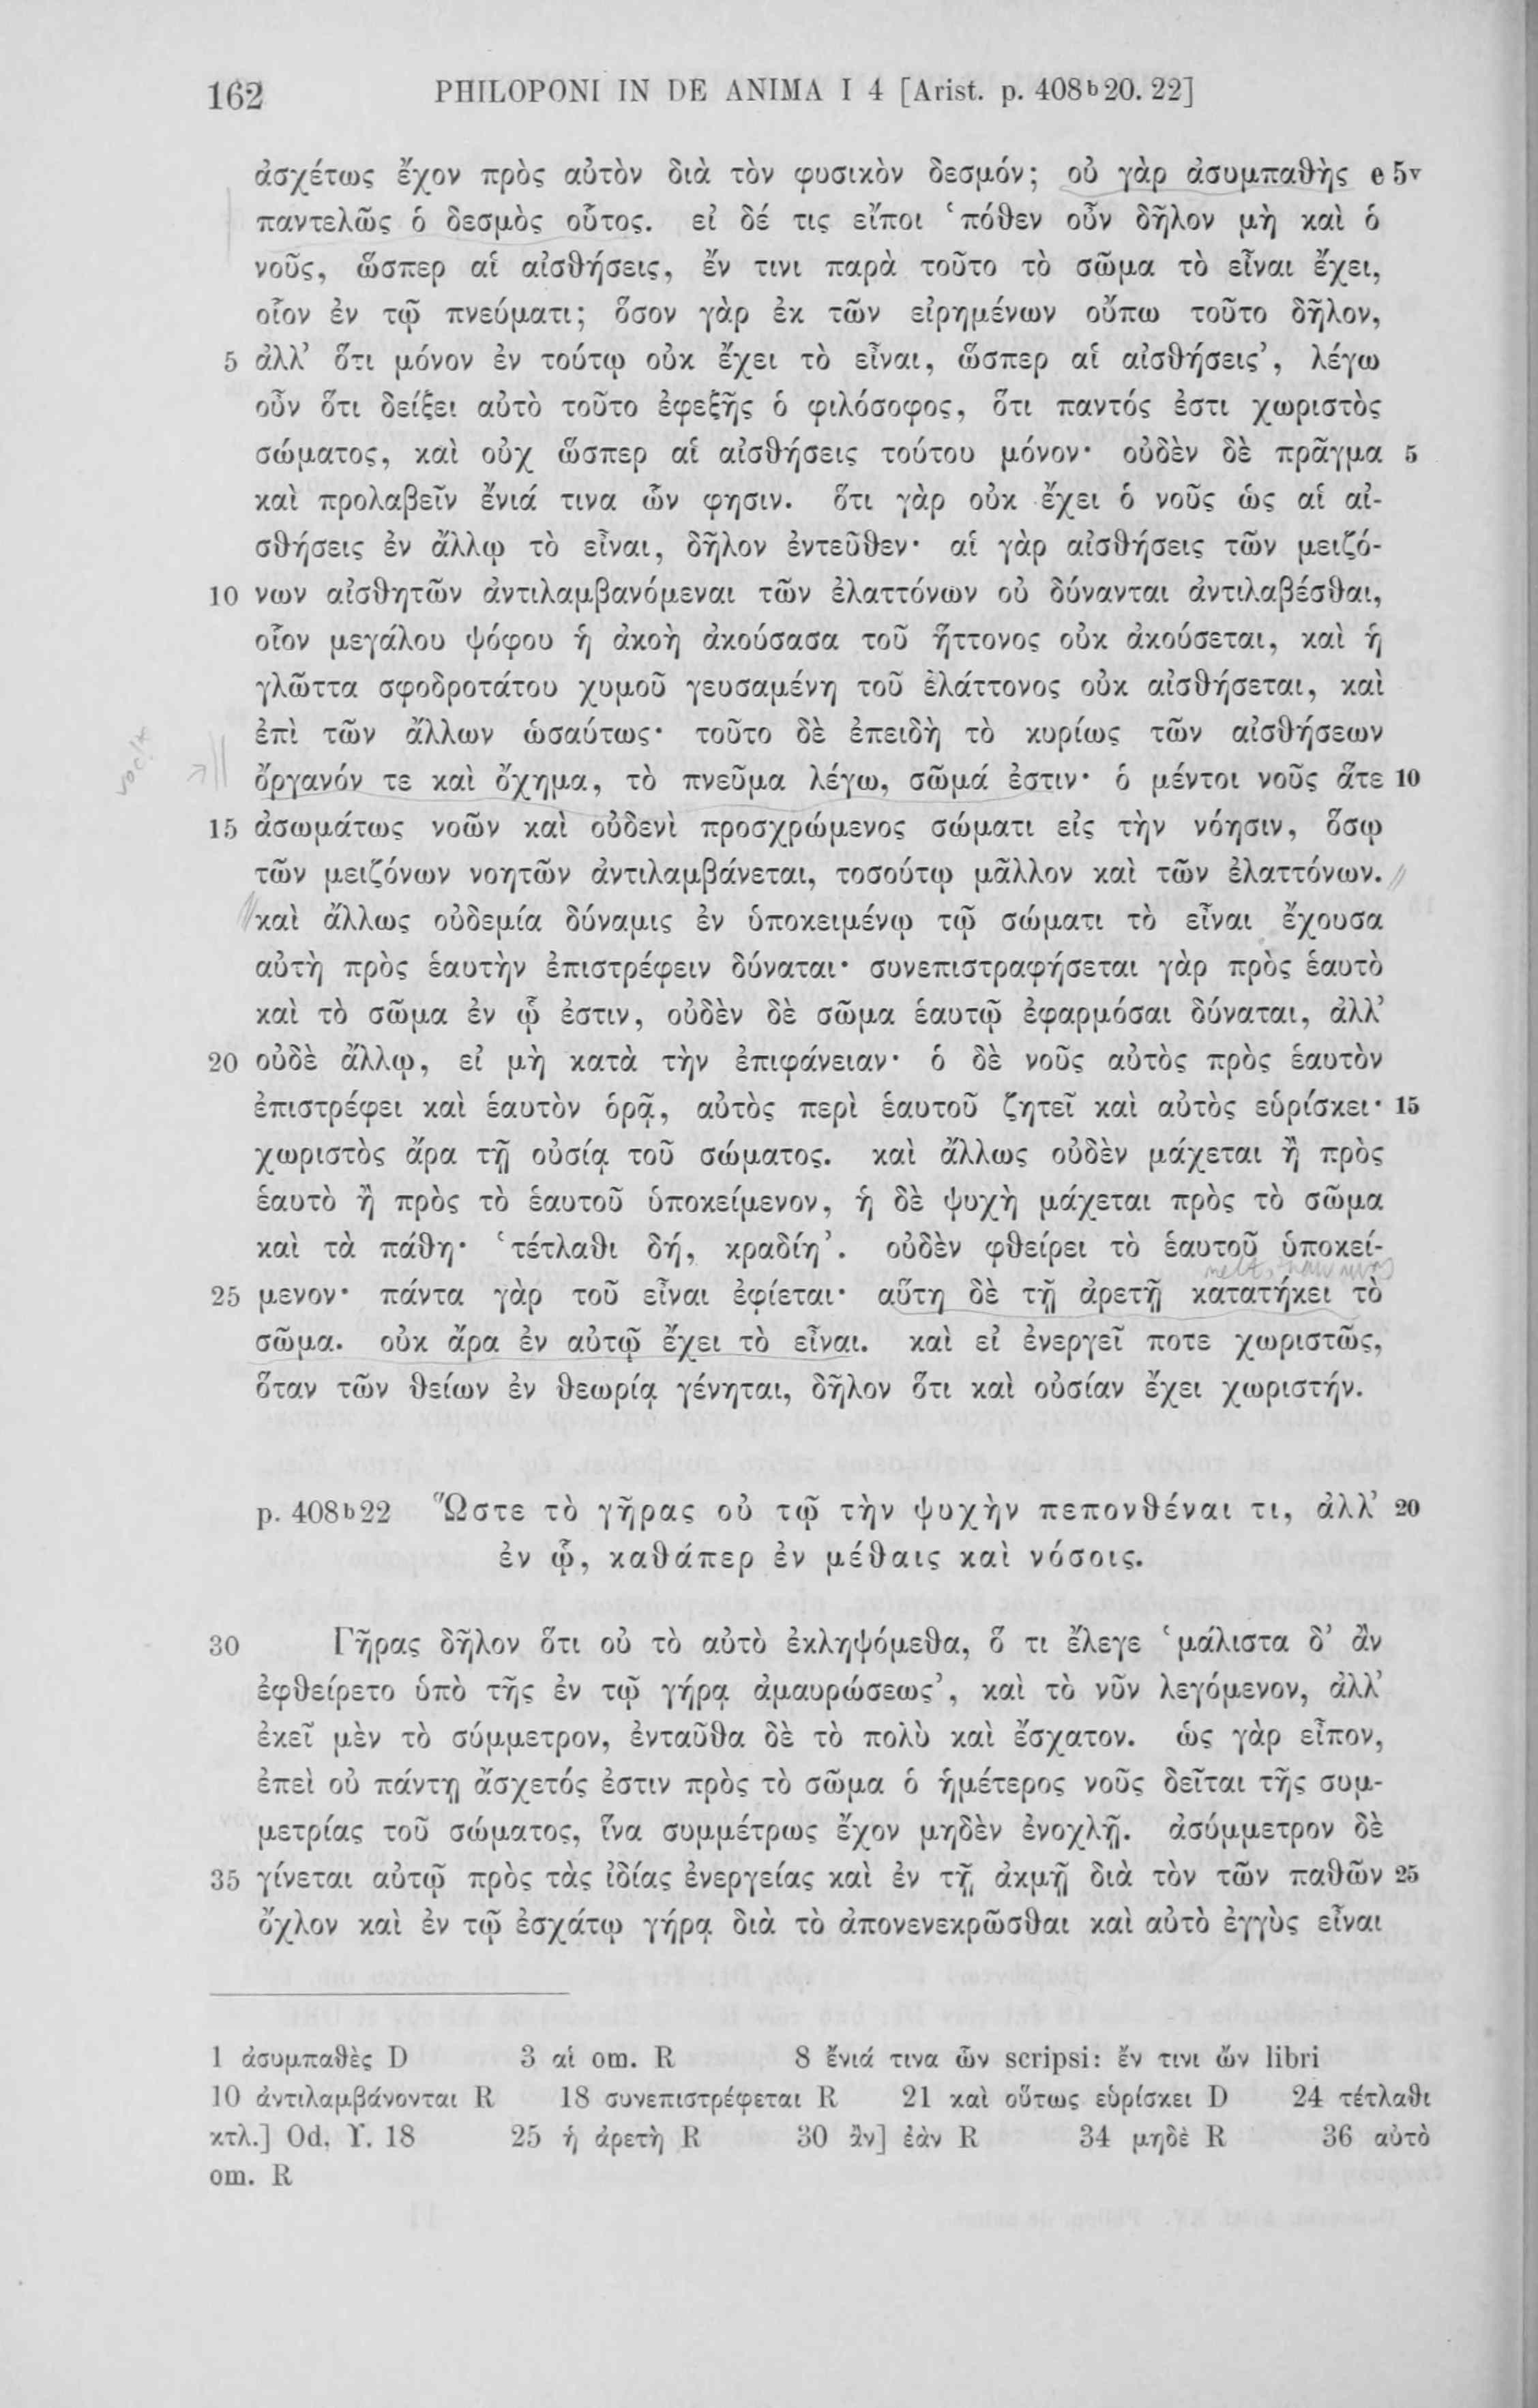 162 PHILOPONI IN DE ANIMA I 4 [Arist. p. 408ᵇ20. 22]
ἀσχέτως ἔχον πρὸς αὐτὸν διὰ τὸν φυσικὸν δεσμόν; οὐ γὰρ ἀσυμπαθὴς e 5ᵛ
παντελῶς ὁ δεσμὸς οὗτος. εἰ δέ τις εἴποι ‘πόθεν οὖν δῆλον μὴ καὶ ὁ
νοῦς, ὥσπερ αἱ αἰσθήσεις, ἔν τινι παρὰ τοῦτο τὸ σῶμα τὸ εἶναι ἔχει,
οἷον ἐν τῷ πνεύματι; ὅσον γὰρ ἐκ τῶν εἰρημένων οὔπω τοῦτο δῆλον,
5 ἀλλ’ ὅτι μόνον ἐν τούτῳ οὐκ ἔχει τὸ εἶναι, ὥσπερ αἱ αἰσθήσεις’, λέγω
οὖν ὅτι δείξει αὐτὸ τοῦτο ἐφεξῆς ὁ φιλόσοφος, ὅτι παντός ἐστι χωριστὸς
σώματος, καὶ οὐχ ὥσπερ αἱ αἰσθήσεις τούτου μόνον· οὐδὲν δὲ πρᾶγμα 5
καὶ προλαβεῖν ἔνιά τινα ὧν φησιν. ὅτι γὰρ οὐκ ἔχει ὁ νοῦς ὡς αἱ αἰ-
σθήσεις ἐν ἄλλῳ τὸ εἶναι, δῆλον ἐντεῦθεν· αἱ γὰρ αἰσθήσεις τῶν μειζό-
10 νων αἰσθητῶν ἀντιλαμβανόμεναι τῶν ἐλαττόνων οὐ δύνανται ἀντιλαβέσθαι,
οἷον μεγάλου ψόφου ἡ ἀκοὴ ἀκούσασα τοῦ ἥττονος οὐκ ἀκούσεται, καὶ ἡ
γλῶττα σφοδροτάτου χυμοῦ γευσαμένη τοῦ ἐλάττονος οὐκ αἰσθήσεται, καὶ
ἐπὶ τῶν ἄλλων ὡσαύτως· τοῦτο δὲ ἐπειδὴ τὸ κυρίως τῶν αἰσθήσεων
ὄργανόν τε καὶ ὄχημα, τὸ πνεῦμα λέγω, σῶμά ἐστιν· ὁ μέντοι νοῦς ἅτε 10
15 ἀσωμάτως νοῶν καὶ οὐδενὶ προσχρώμενος σώματι εἰς τὴν νόησιν, ὅσῳ
τῶν μειζόνων νοητῶν ἀντιλαμβάνεται, τοσούτῳ μᾶλλον καὶ τῶν ἐλαττόνων.
καὶ ἄλλως οὐδεμία δύναμις ἐν ὑποκειμένῳ τῷ σώματι τὸ εἶναι ἔχουσα
αὐτὴ πρὸς ἑαυτὴν ἐπιστρέφειν δύναται· συνεπιστραφήσεται γὰρ πρὸς ἑαυτὸ
καὶ τὸ σῶμα ἐν ᾧ ἐστιν, οὐδὲν δὲ σῶμα ἑαυτῷ ἐφαρμόσαι δύναται, ἀλλ’
20 οὐδὲ ἄλλῳ, εἰ μὴ κατὰ τὴν ἐπιφάνειαν· ὁ δὲ νοῦς αὐτὸς πρὸς ἑαυτὸν
ἐπιστρέφει καὶ ἑαυτὸν ὁρᾷ, αὐτὸς περὶ ἑαυτοῦ ζητεῖ καὶ αὐτὸς εὑρίσκει· 15
χωριστὸς ἄρα τῇ οὐσίᾳ τοῦ σώματος. καὶ ἄλλως οὐδὲν μάχεται ἢ πρὸς
ἑαυτὸ ἢ πρὸς τὸ ἑαυτοῦ ὑποκείμενον, ἡ δὲ ψυχὴ μάχεται πρὸς τὸ σῶμα
καὶ τὰ πάθη· ‘τέτλαθι δή, κραδίη’. οὐδὲν φθείρει τὸ ἑαυτοῦ ὑποκεί-
25 μενον· πάντα γὰρ τοῦ εἶναι ἐφίεται· αὕτη δὲ τῇ ἀρετῇ κατατήκει τὸ
σῶμα. οὐκ ἄρα ἐν αὐτῷ ἔχει τὸ εἶναι. καὶ εἰ ἐνεργεῖ ποτε χωριστῶς,
ὅταν τῶν θείων ἐν θεωρίᾳ γένηται, δῆλον ὅτι καὶ οὐσίαν ἔχει χωριστήν.
p. 408ᵇ22 Ὥστε τὸ γῆρας οὐ τῷ τὴν ψυχὴν πεπονθέναι τι, ἀλλ’ 20
ἐν ᾧ, καθάπερ ἐν μέθαις καὶ νόσοις.
30 Γῆρας δῆλον ὅτι οὐ τὸ αὐτὸ ἐκληψόμεθα, ὅ τι ἔλεγε ‘μάλιστα δ’ ἂν
ἐφθείρετο ὑπὸ τῆς ἐν τῷ γήρᾳ ἀμαυρώσεως’, καὶ τὸ νῦν λεγόμενον, ἀλλ’
ἐκεῖ μὲν τὸ σύμμετρον, ἐνταῦθα δὲ τὸ πολὺ καὶ ἔσχατον. ὡς γὰρ εἶπον,
ἐπεὶ οὐ πάντῃ ἄσχετός ἐστιν πρὸς τὸ σῶμα ὁ ἡμέτερος νοῦς δεῖται τῆς συμ-
μετρίας τοῦ σώματος, ἵνα συμμέτρως ἔχον μηδὲν ἐνοχλῇ. ἀσύμμετρον δὲ
35 γίνεται αὐτῷ πρὸς τὰς ἰδίας ἐνεργείας καὶ ἐν τῇ ἀκμῇ διὰ τὸν τῶν παθῶν 25
ὄχλον καὶ ἐν τῷ ἐσχάτῳ γήρᾳ διὰ τὸ ἀπονενεκρῶσθαι καὶ αὐτὸ ἐγγὺς εἶναι
1 ἀσυμπαθὲς D 3 αἱ om. R 8 ἔνιά τινα ὧν scripsi: ἔν τινι ὤν libri
10 ἀντιλαμβάνονται R 18 συνεπιστρέφεται R 21 καὶ οὕτως εὑρίσκει D 24 τέτλαθι
κτλ.] Od. Υ. 18 25 ἡ ἀρετὴ R 30 ἂν] ἐὰν R 34 μηδὲ R 36 αὐτὸ
om. R